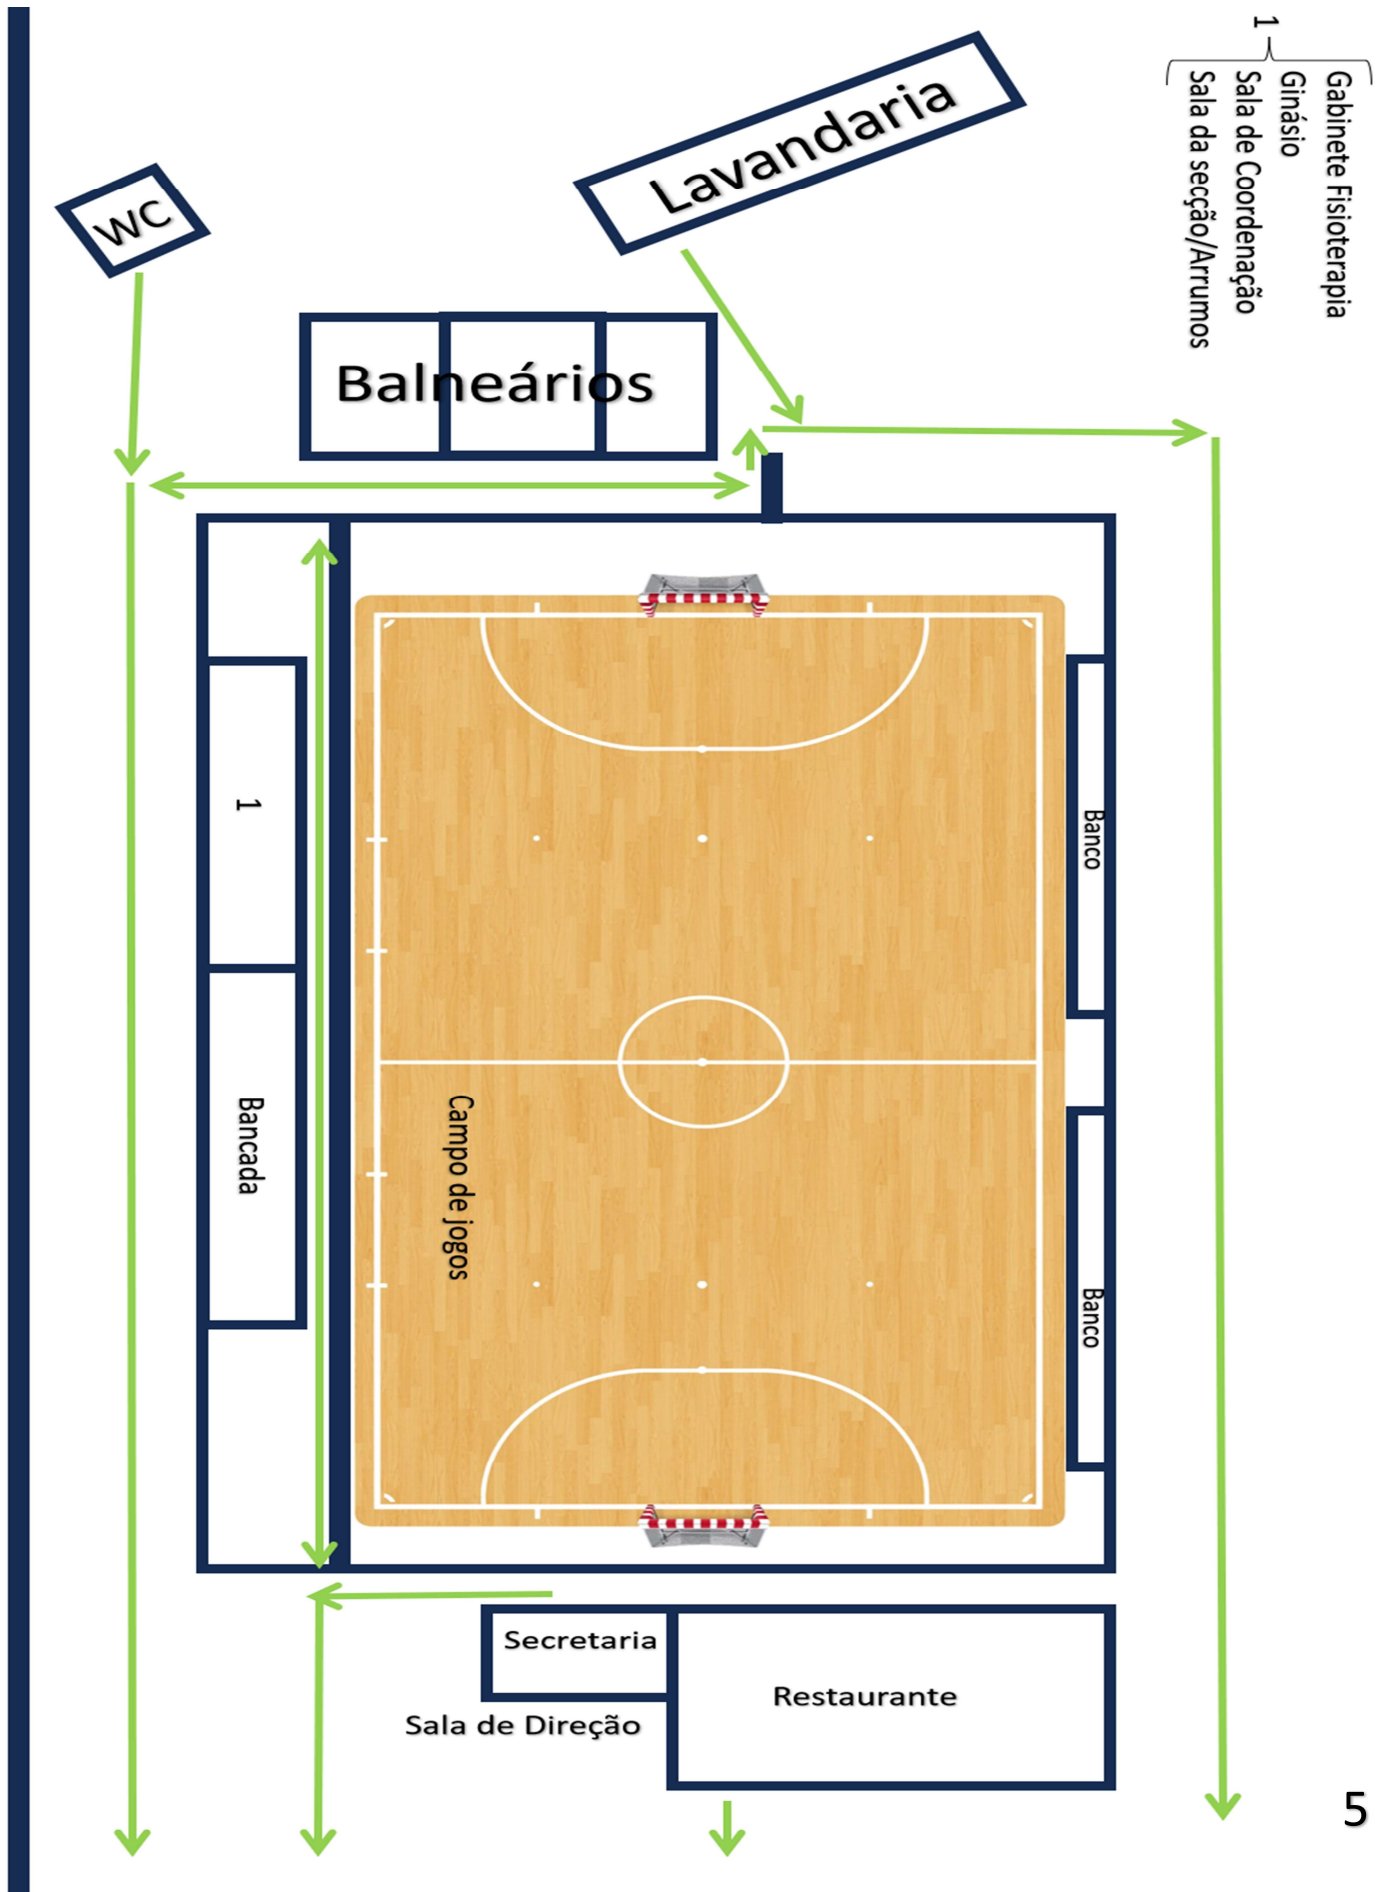 1
Gabinete Fisioterapia
Ginásio
Sala de Coordenação
Sala da secção/Arrumos
Lavandaria
WC
Balneários
1
Banco
Bancada
Campo de jogos
Banco
Secretaria
Restaurante
Sala de Direção
5